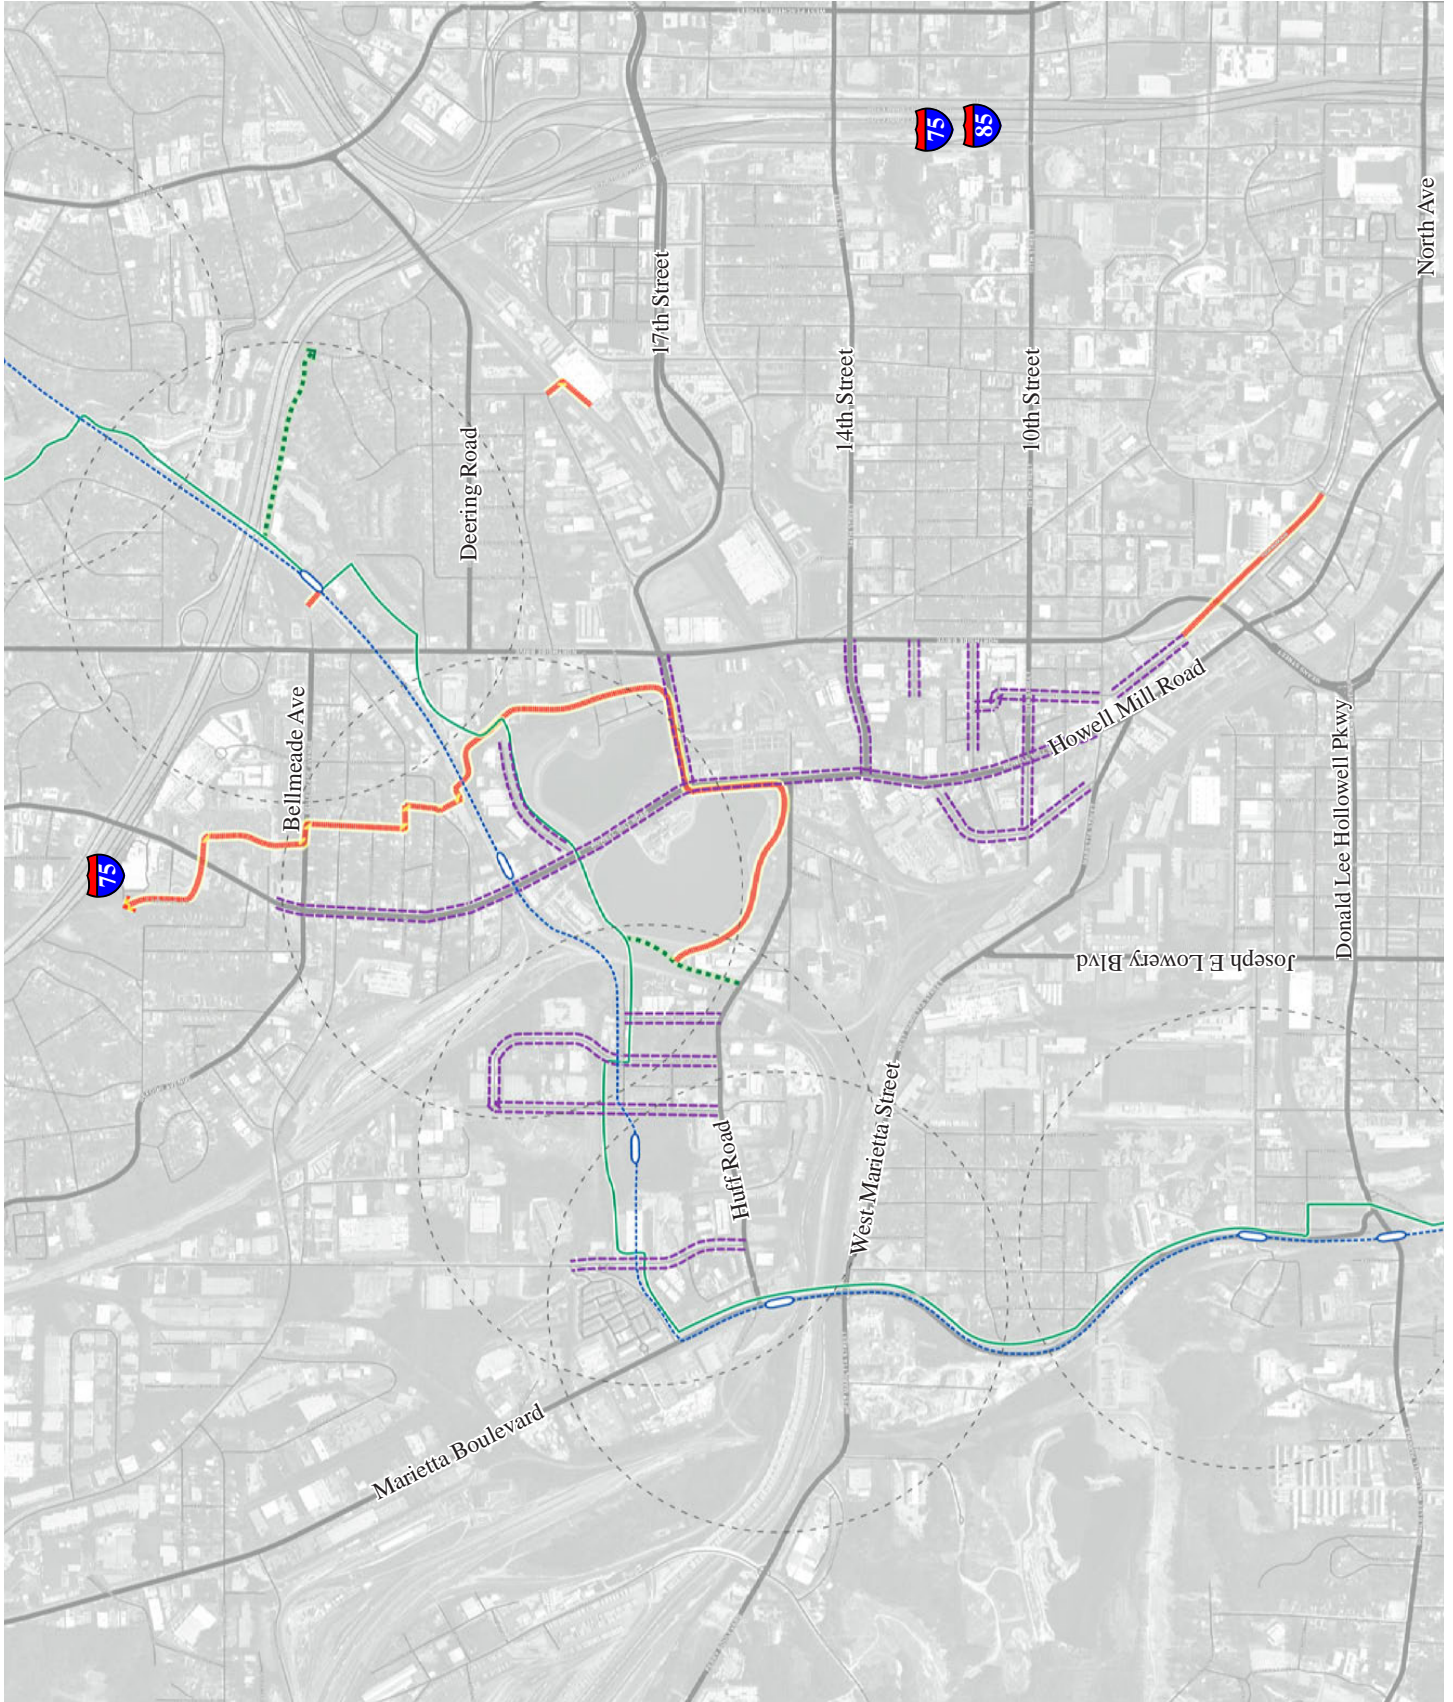 75
85
North Ave
17th Street
14th Street
10th Street
Deering Road
Howell Mill Road
Bellmeade Ave
Donald Lee Hollowell Pkwy
75
Joseph E Lowery Blvd
Huff Road
West Marietta Street
Marietta Boulevard